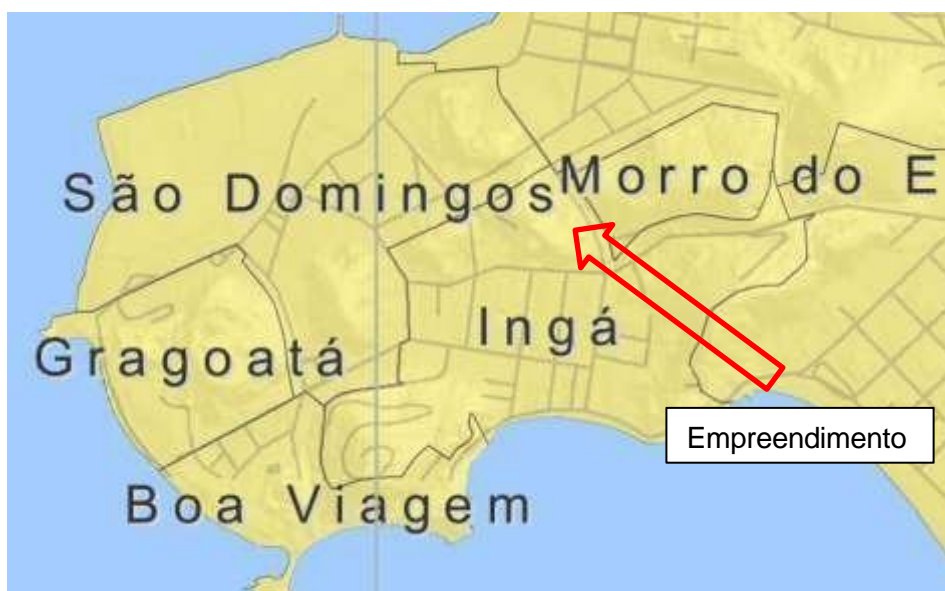 São Domingos
Morro do E
Ingá
Gragoatá
Empreendimento
Boa Viagem